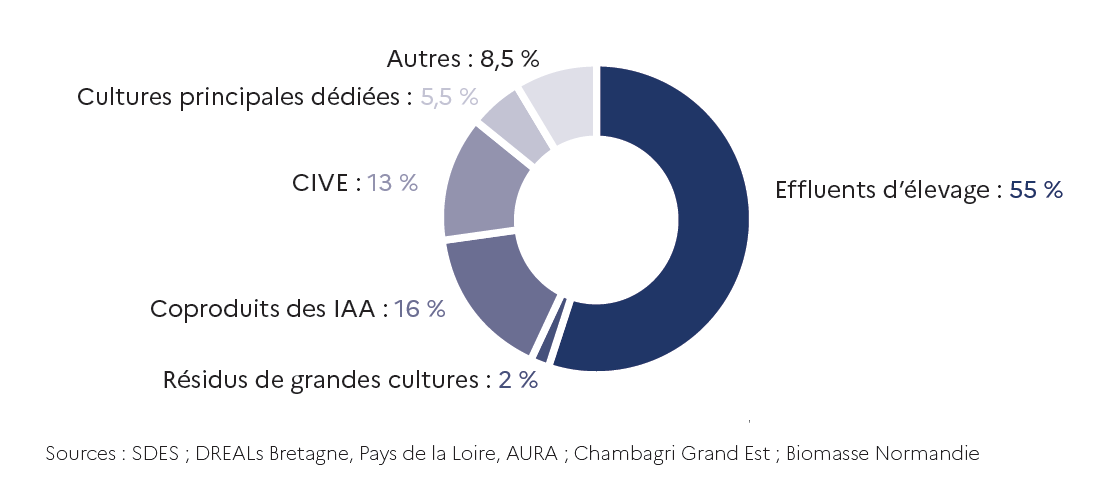 Autres : 8,5 %
Cultures principales dédiées : 5,5 %
CIVE : 13 %
Effluents d’élevage : 55 %
Coproduits des IAA : 16 %
Résidus de grandes cultures : 2 %
Sources : SDES ; DREALs Bretagne, Pays de la Loire, AURA ; Chambagri Grand Est ; Biomasse Normandie